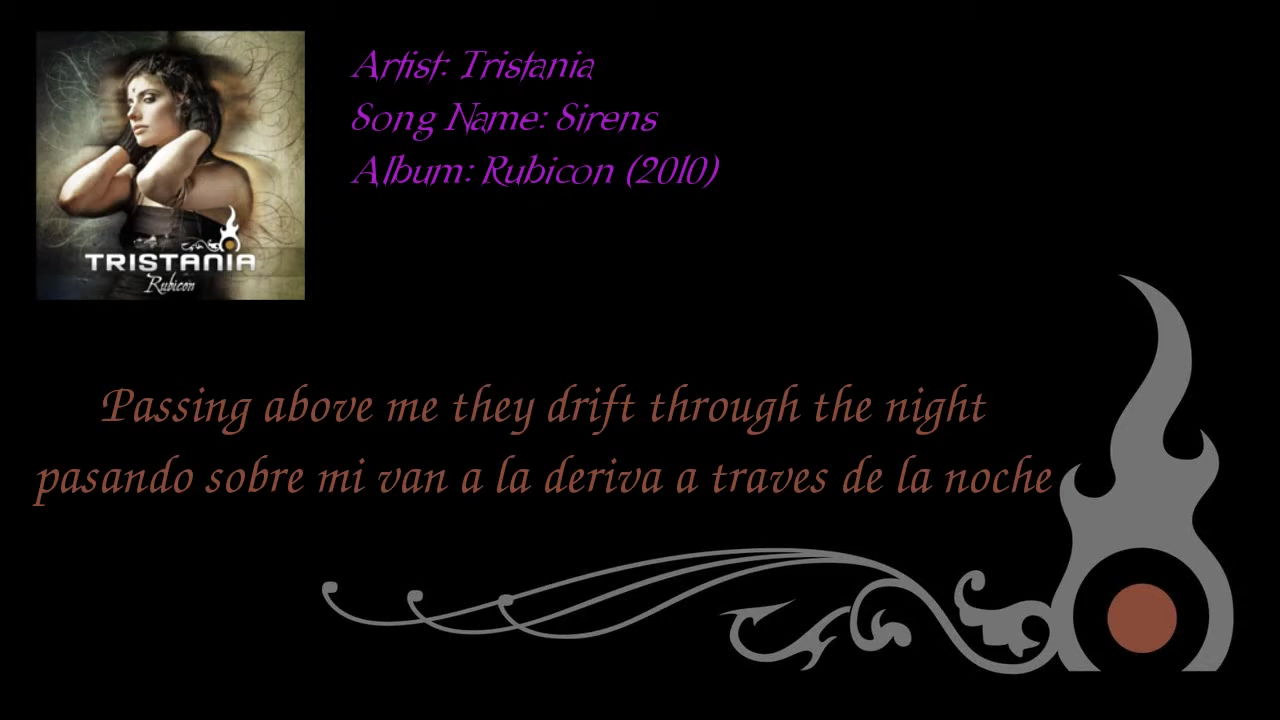 Artist: Tristania
Song Name: Sirens
Album: Rubicon (2010)
TRISTANIA
Rubicon
Passing above me they drift through the night
pasando sobre mi van a la deriva a traves de la noche